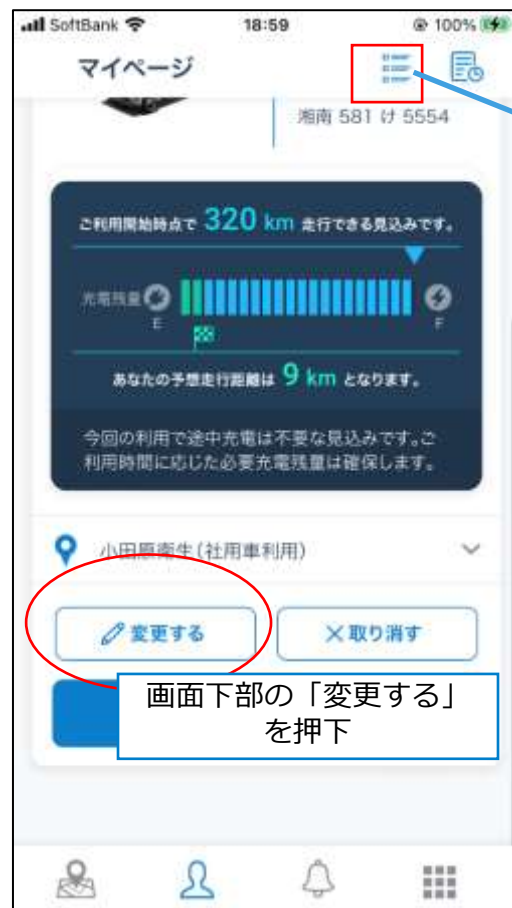 SoftBank 18:59 100%
マイページ
湘南 581 け 5554
ご利用開始時点で 320 km 走行できる見込みです。
充電残量
E F
あなたの予想走行距離は 9 km となります。
今回の利用で途中充電は不要な見込みです。ご
利用時間に応じた必要充電残量は確保します。
小田原衛生(社用車利用)
変更する 取り消す
画面下部の「変更する」
を押下